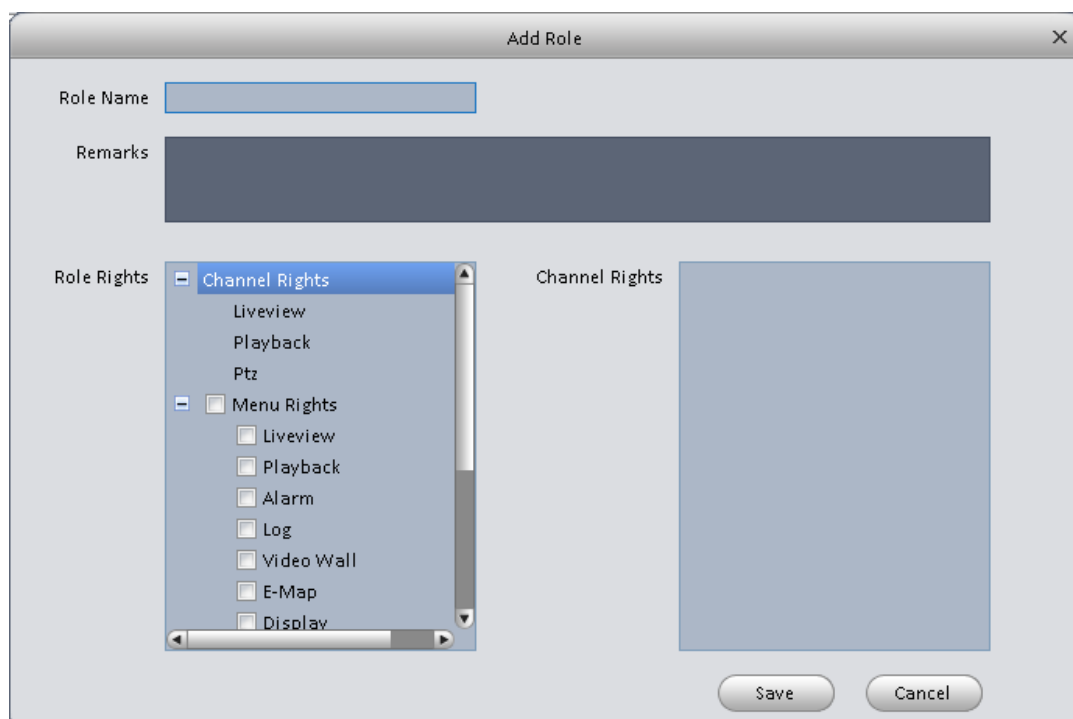 Add Role
Role Name
Remarks
Role Rights
Channel Rights
Liveview
Playback
Ptz
Menu Rights
Liveview
Playback
Alarm
Log
Video Wall
E-Map
Display
Channel Rights
Save
Cancel